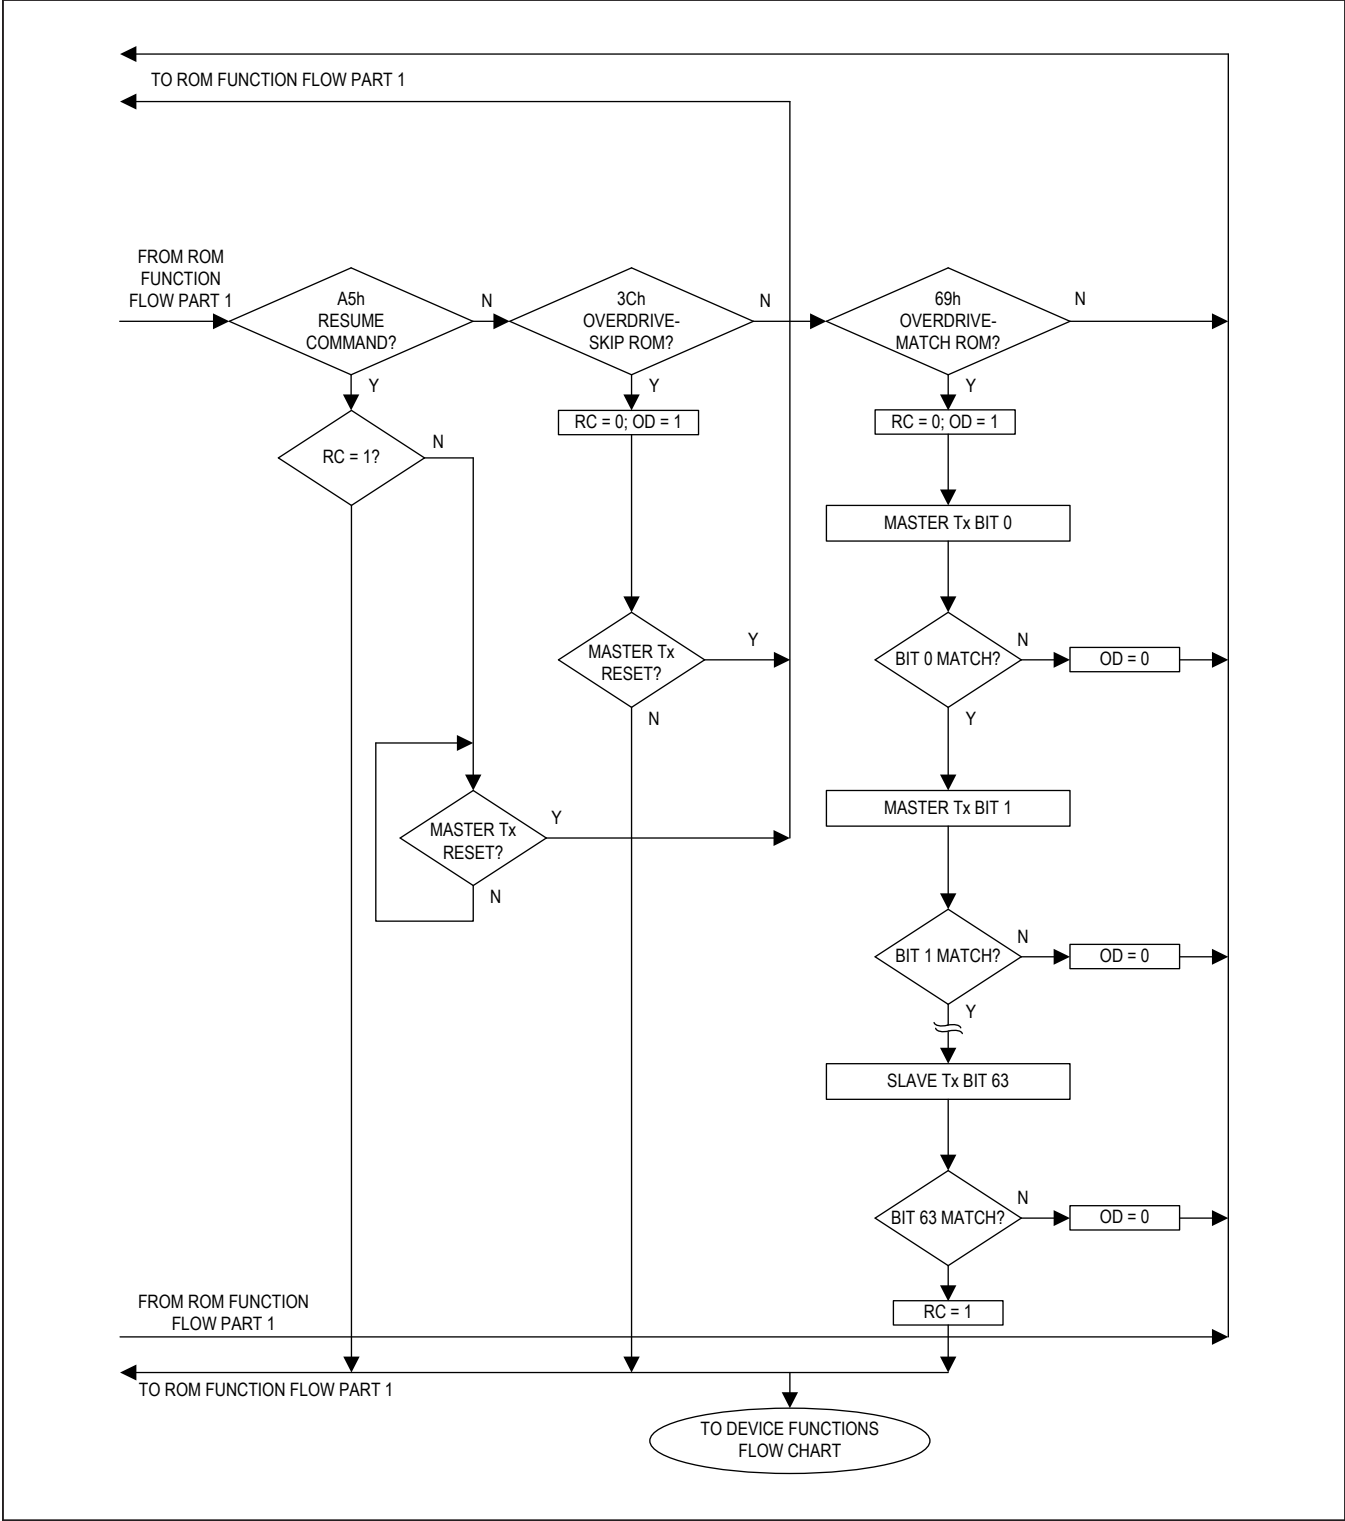 TO ROM FUNCTION FLOW PART 1
FROM ROM
FUNCTION
FLOW PART 1
A5h
RESUME
COMMAND?
N
3Ch
OVERDRIVE-
SKIP ROM?
N
69h
OVERDRIVE-
MATCH ROM?
N
Y
Y
Y
RC = 0; OD = 1
RC = 0; OD = 1
RC = 1?
N
MASTER Tx BIT 0
MASTER Tx
RESET?
Y
N
BIT 0 MATCH?
N
OD = 0
Y
MASTER Tx BIT 1
MASTER Tx
RESET?
Y
N
BIT 1 MATCH?
N
OD = 0
Y
SLAVE Tx BIT 63
BIT 63 MATCH?
N
OD = 0
RC = 1
FROM ROM FUNCTION
FLOW PART 1
TO ROM FUNCTION FLOW PART 1
TO DEVICE FUNCTIONS
FLOW CHART